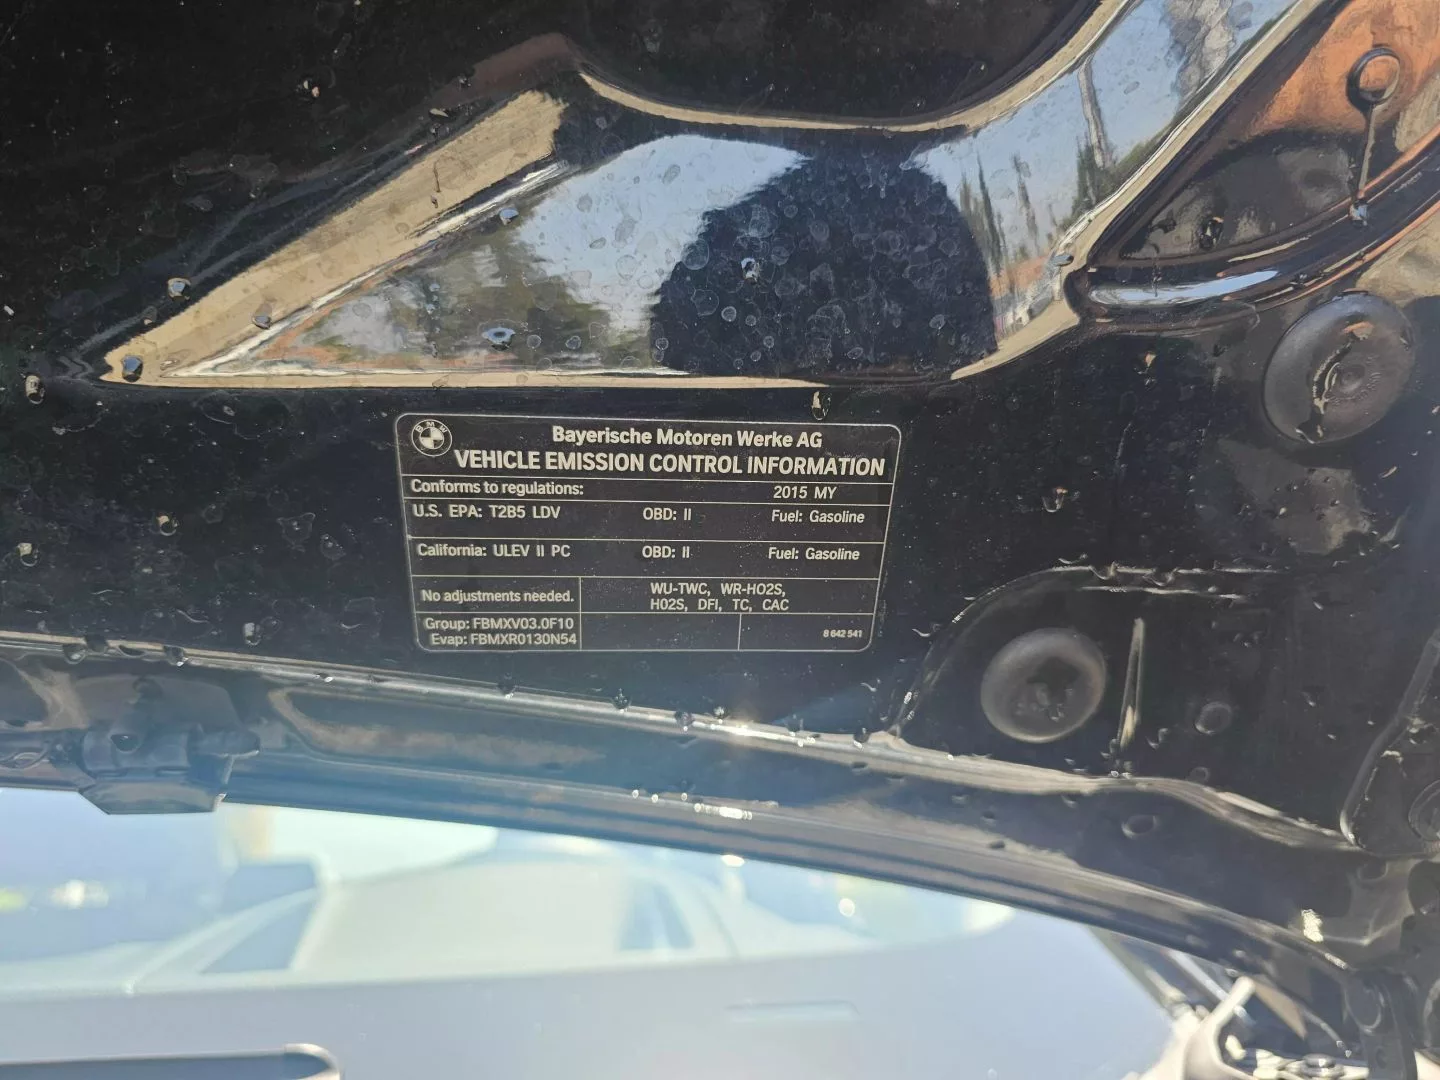 BMW
Bayerische Motoren Werke AG
VEHICLE EMISSION CONTROL INFORMATION
Conforms to regulations: 2015 MY
U.S. EPA: T2B5 LDV OBD: II Fuel: Gasoline
California: ULEV II PC OBD: II Fuel: Gasoline
No adjustments needed. WU-TWC, WR-HO2S,
HO2S, DFI, TC, CAC
Group: FBMXV03.0F10
Evap: FBMXR0130N54
8 642 541